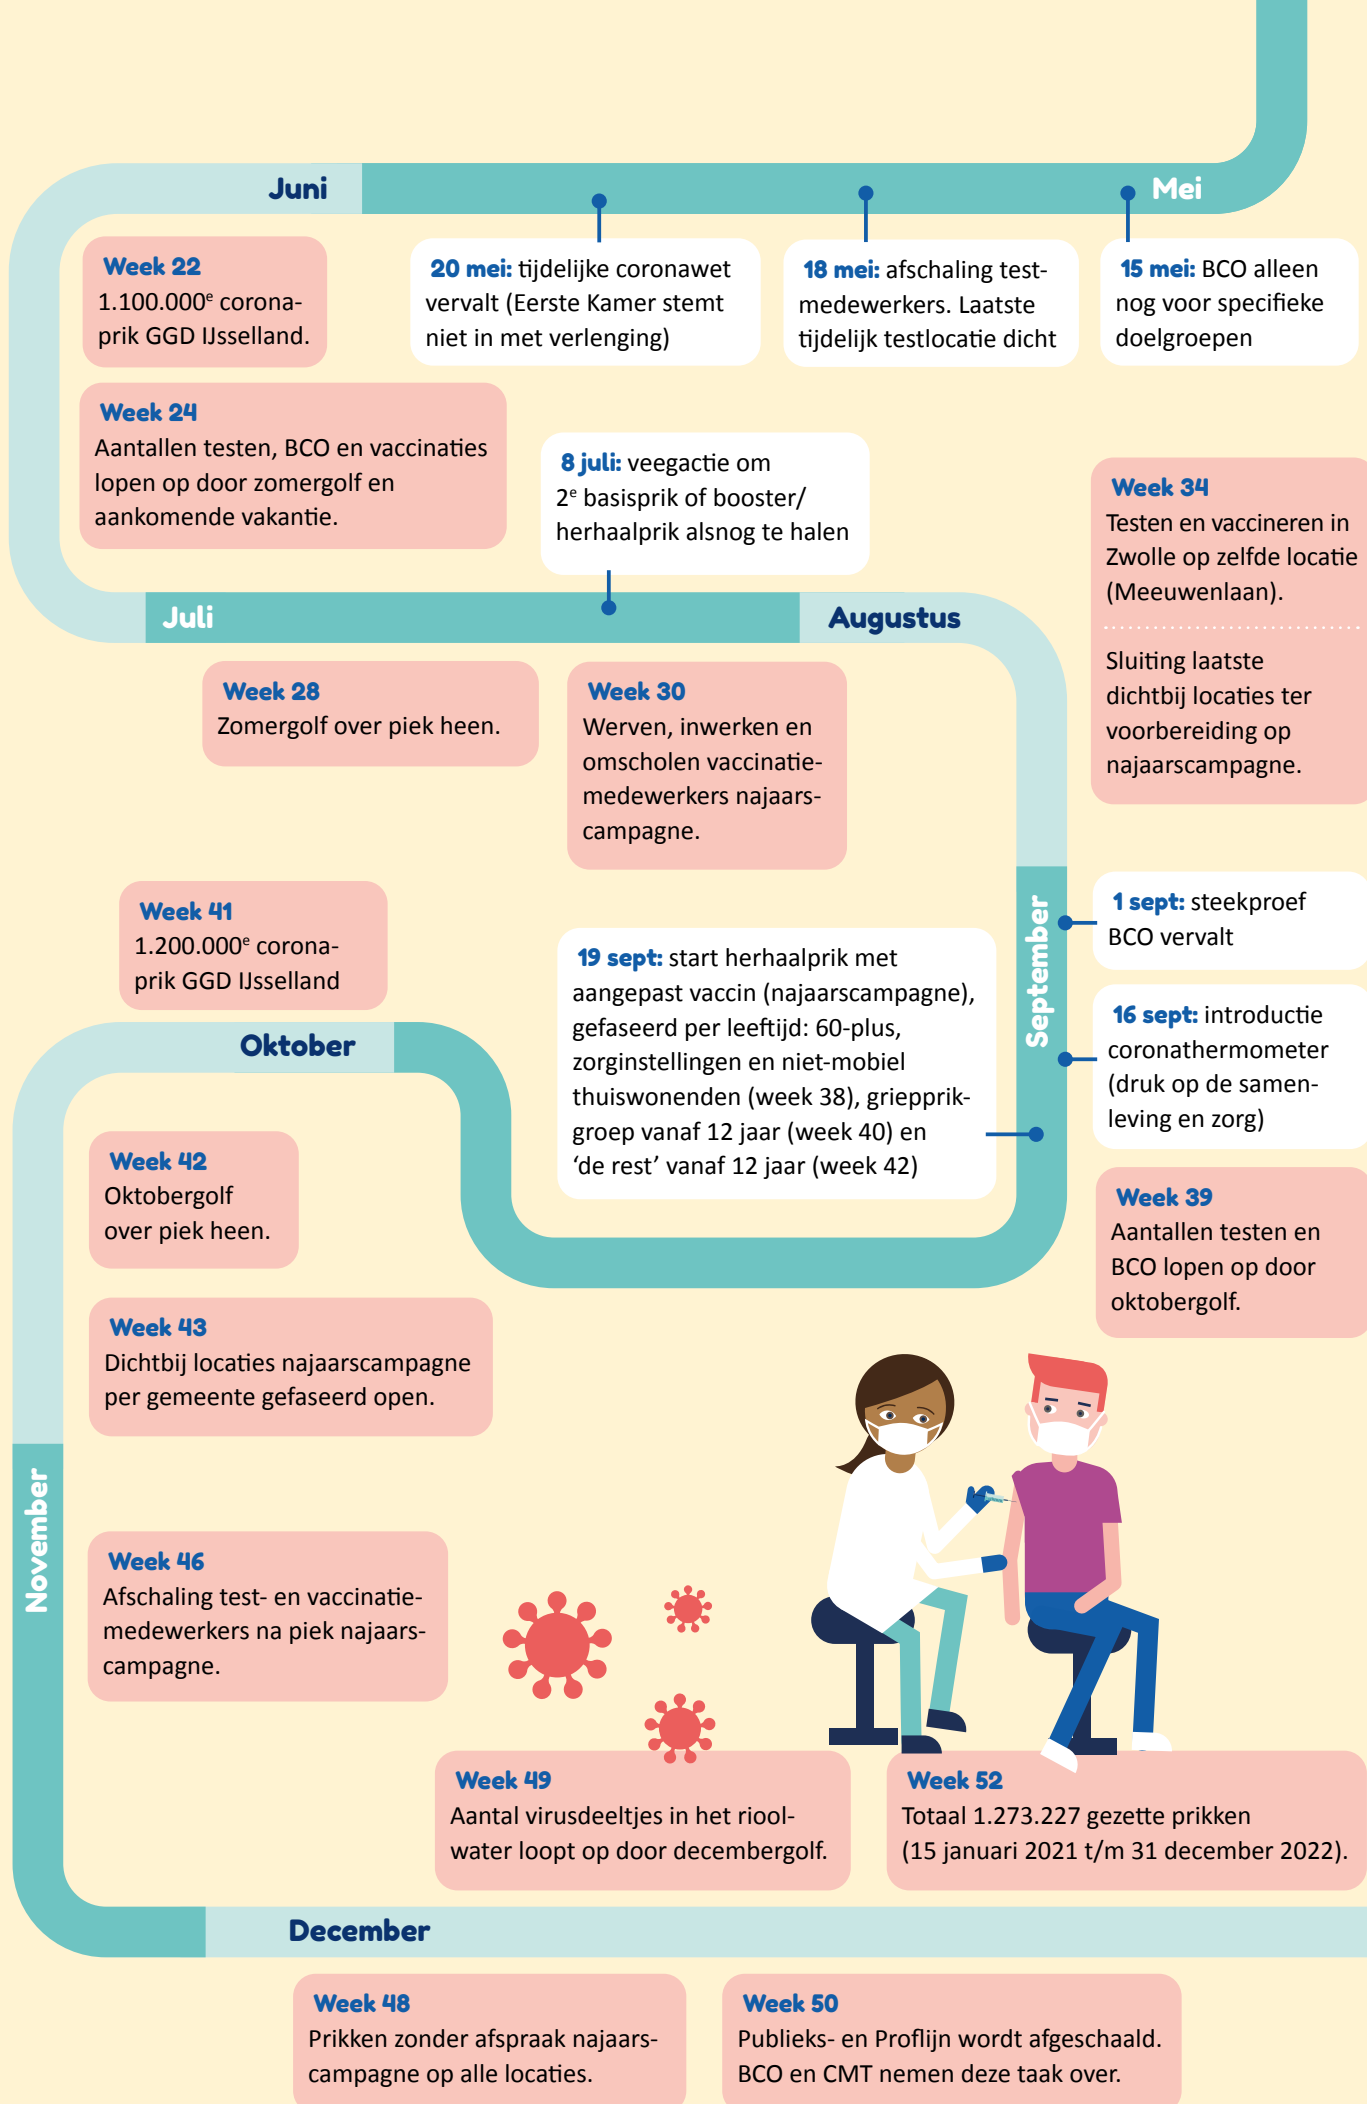 Mei
15 mei: BCO alleen
nog voor specifieke
doelgroepen
18 mei: afschaling test-
medewerkers. Laatste
tijdelijk testlocatie dicht
20 mei: tijdelijke coronawet
vervalt (Eerste Kamer stemt
niet in met verlenging)
Juni
Week 22
1.100.000e corona-
prik GGD IJsselland.
Week 24
Aantallen testen, BCO en vaccinaties
lopen op door zomergolf en
aankomende vakantie.
Juli
8 juli: veegactie om
2e basisprik of booster/
herhaalprik alsnog te halen
Week 28
Zomergolf over piek heen.
Week 30
Werven, inwerken en
omscholen vaccinatie-
medewerkers najaars-
campagne.
Augustus
Week 34
Testen en vaccineren in
Zwolle op zelfde locatie
(Meeuwenlaan).
Sluiting laatste
dichtbij locaties ter
voorbereiding op
najaarscampagne.
September
1 sept: steekproef
BCO vervalt
16 sept: introductie
coronathermometer
(druk op de samen-
leving en zorg)
19 sept: start herhaalprik met
aangepast vaccin (najaarscampagne),
gefaseerd per leeftijd: 60-plus,
zorginstellingen en niet-mobiel
thuiswonenden (week 38), griepprik-
groep vanaf 12 jaar (week 40) en
‘de rest’ vanaf 12 jaar (week 42)
Week 39
Aantallen testen en
BCO lopen op door
oktobergolf.
Oktober
Week 41
1.200.000e corona-
prik GGD IJsselland
Week 42
Oktobergolf
over piek heen.
Week 43
Dichtbij locaties najaarscampagne
per gemeente gefaseerd open.
November
Week 46
Afschaling test- en vaccinatie-
medewerkers na piek najaars-
campagne.
December
Week 48
Prikken zonder afspraak najaars-
campagne op alle locaties.
Week 49
Aantal virusdeeltjes in het riool-
water loopt op door decembergolf.
Week 50
Publieks- en Proflijn wordt afgeschaald.
BCO en CMT nemen deze taak over.
Week 52
Totaal 1.273.227 gezette prikken
(15 januari 2021 t/m 31 december 2022).